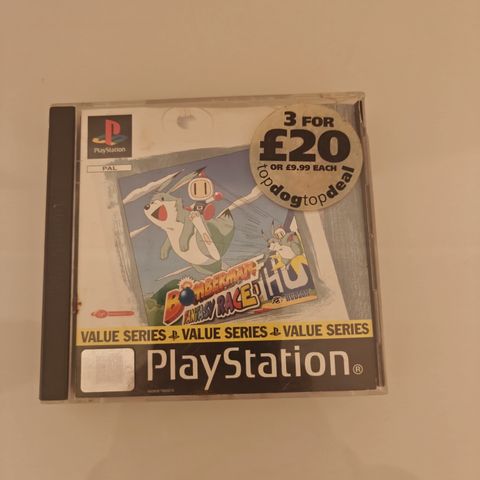 PlayStation
PAL
3 FOR
£20
OR £9.99 EACH
topdogtopdeal
BOMBERMAN
FANTASY RACE
VALUE SERIES VALUE SERIES VALUE SERIES
PlayStation®